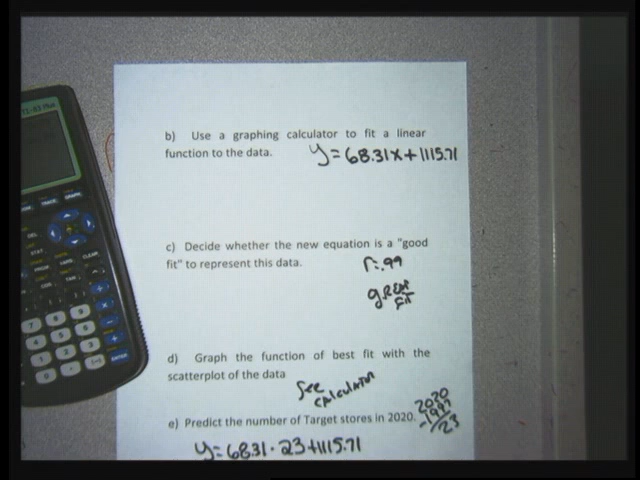 TI-83 Plus
b) Use a graphing calculator to fit a linear
function to the data. y=68.31x+1115.71
c) Decide whether the new equation is a "good
fit" to represent this data. r=.99
great
fit
d) Graph the function of best fit with the
scatterplot of the data
See
calculator
e) Predict the number of Target stores in 2020.
2020
-1997
23
y=68.31·23+1115.71